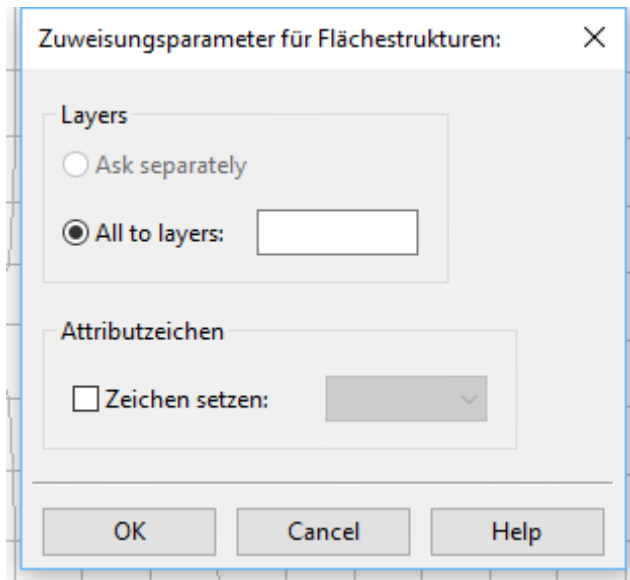 Zuweisungsparameter für Flächestrukturen:
Layers
Ask separately
All to layers:
Attributzeichen
Zeichen setzen:
OK Cancel Help